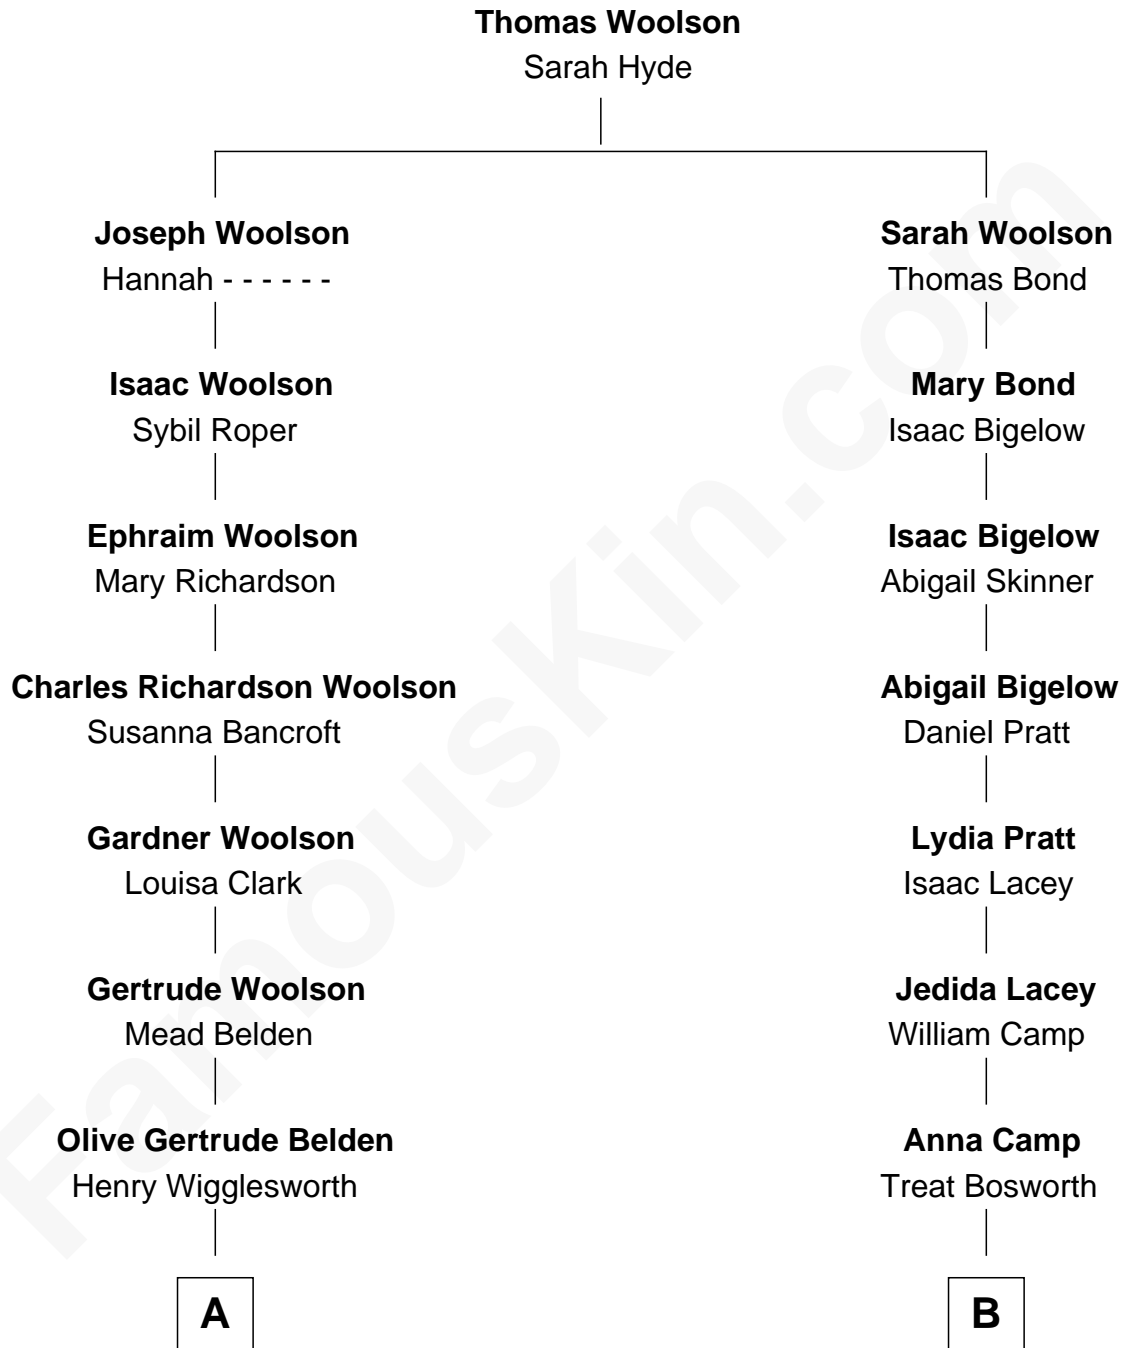 Thomas Woolson
Sarah Hyde
Joseph Woolson
Hannah - - - - - -
Isaac Woolson
Sybil Roper
Ephraim Woolson
Mary Richardson
Charles Richardson Woolson
Susanna Bancroft
Gardner Woolson
Louisa Clark
Gertrude Woolson
Mead Belden
Olive Gertrude Belden
Henry Wigglesworth
A
Sarah Woolson
Thomas Bond
Mary Bond
Isaac Bigelow
Isaac Bigelow
Abigail Skinner
Abigail Bigelow
Daniel Pratt
Lydia Pratt
Isaac Lacey
Jedida Lacey
William Camp
Anna Camp
Treat Bosworth
B
FamousKin.com